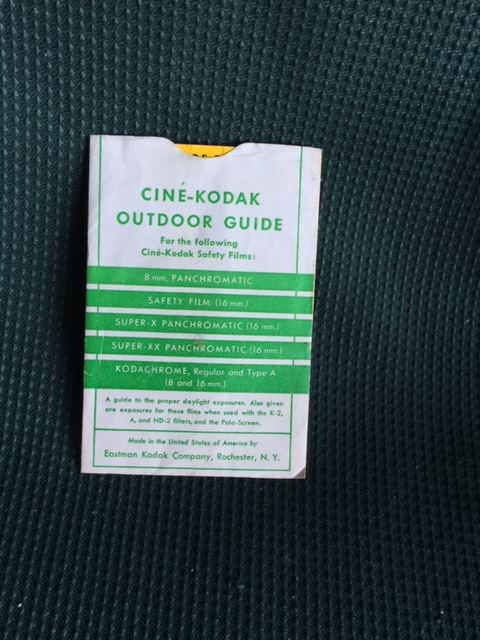 CINÉ-KODAK
OUTDOOR GUIDE
For the following
Ciné-Kodak Safety Films:
8 mm. PANCHROMATIC
SAFETY FILM (16 mm.)
SUPER-X PANCHROMATIC (16 mm.)
SUPER-XX PANCHROMATIC (16 mm.)
KODACHROME, Regular and Type A
(8 and 16 mm.)
A guide to the proper daylight exposures. Also given
are exposures for these films when used with the K-2,
A, and ND-2 filters, and the Pola-Screen.
Made in the United States of America by
Eastman Kodak Company, Rochester, N. Y.